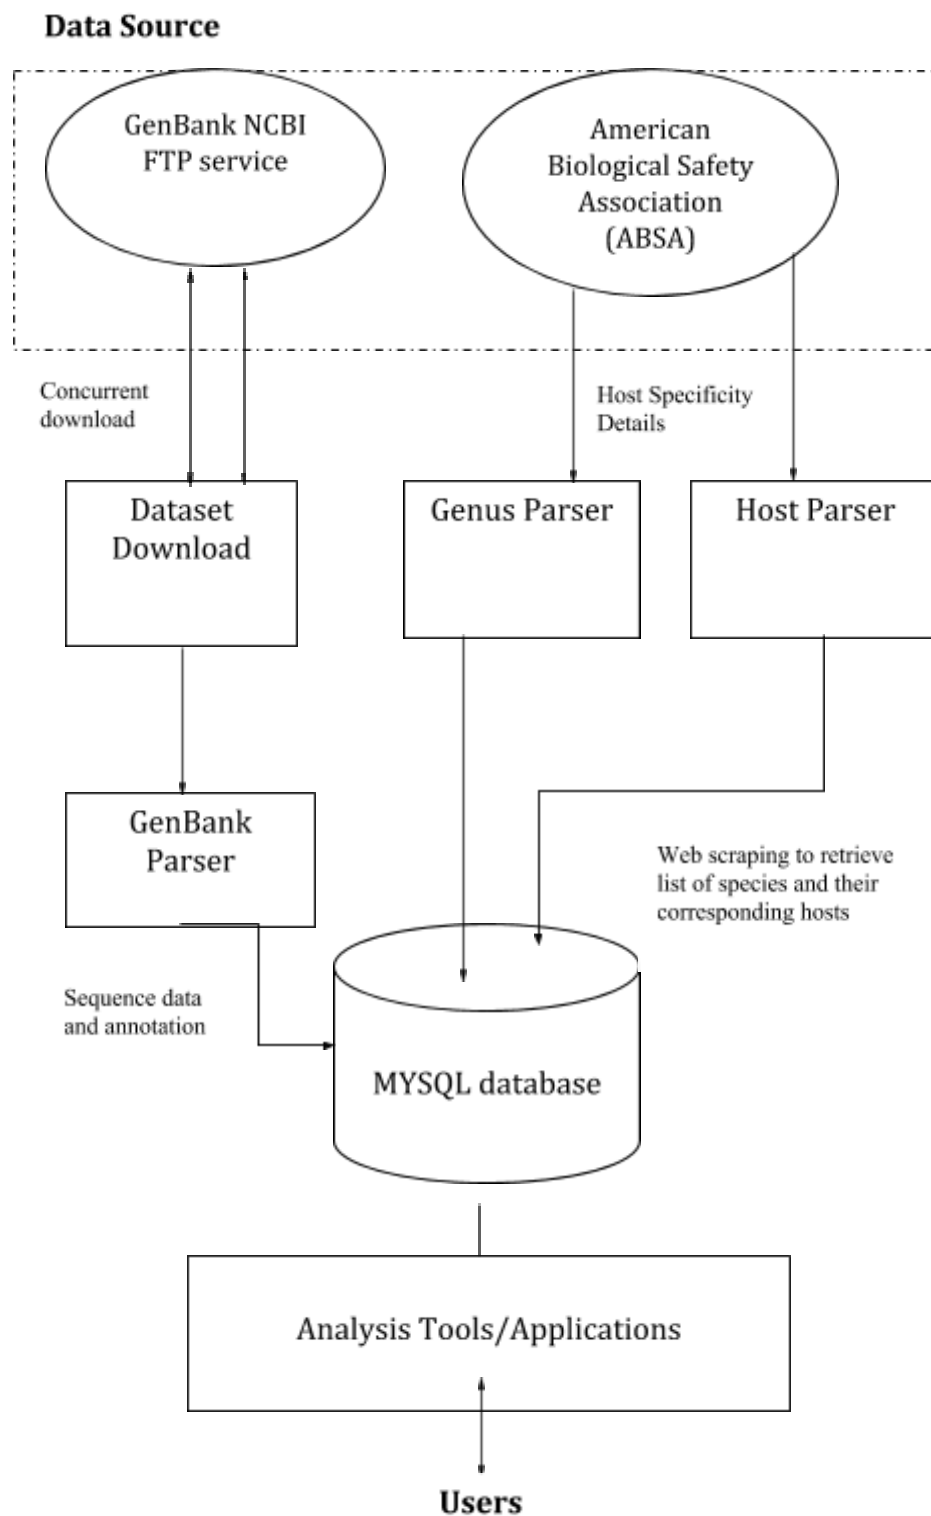 Data Source
GenBank NCBI
FTP service
American
Biological Safety
Association
(ABSA)
Concurrent
download
Host Specificity
Details
Dataset
Download
Genus Parser
Host Parser
GenBank
Parser
Web scraping to retrieve
list of species and their
corresponding hosts
Sequence data
and annotation
MYSQL database
Analysis Tools/Applications
Users